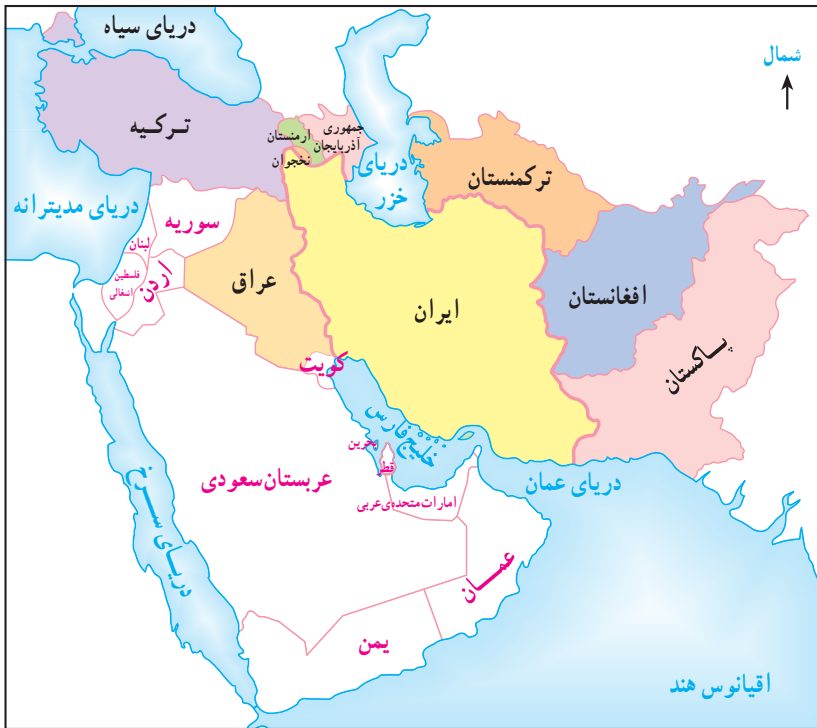 دریای سیاه
شمال
ترکیه
ارمنستان
جمهوری
آذربایجان
نخجوان
دریای
خزر
ترکمنستان
دریای مدیترانه
سوریه
لبنان
فلسطین
اشغالی
اردن
عراق
ایران
افغانستان
پاکستان
کویت
خلیج فارس
بحرین
قطر
عربستان سعودی
امارات متحده‌ی عربی
دریای عمان
دریای سرخ
عمان
یمن
اقیانوس هند